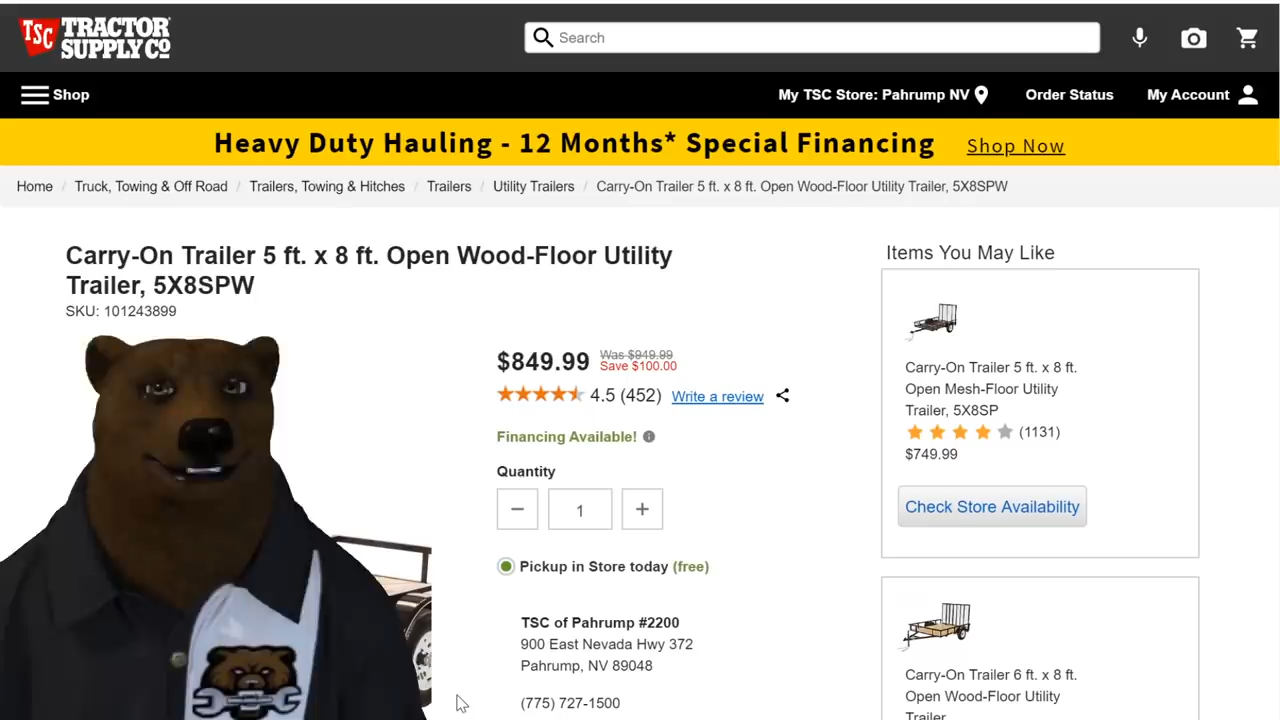 TSC TRACTOR
SUPPLY CO
Search
Shop
My TSC Store: Pahrump NV
Order Status
My Account
Heavy Duty Hauling - 12 Months* Special Financing
Shop Now
Home / Truck, Towing & Off Road / Trailers, Towing & Hitches / Trailers / Utility Trailers / Carry-On Trailer 5 ft. x 8 ft. Open Wood-Floor Utility Trailer, 5X8SPW
Carry-On Trailer 5 ft. x 8 ft. Open Wood-Floor Utility
Trailer, 5X8SPW
SKU: 101243899
$849.99
Was $949.99
Save $100.00
4.5 (452) Write a review
Financing Available!
Quantity
− 1 +
Pickup in Store today (free)
TSC of Pahrump #2200
900 East Nevada Hwy 372
Pahrump, NV 89048
(775) 727-1500
Items You May Like
Carry-On Trailer 5 ft. x 8 ft.
Open Mesh-Floor Utility
Trailer, 5X8SP
(1131)
$749.99
Check Store Availability
Carry-On Trailer 6 ft. x 8 ft.
Open Wood-Floor Utility
Trailer